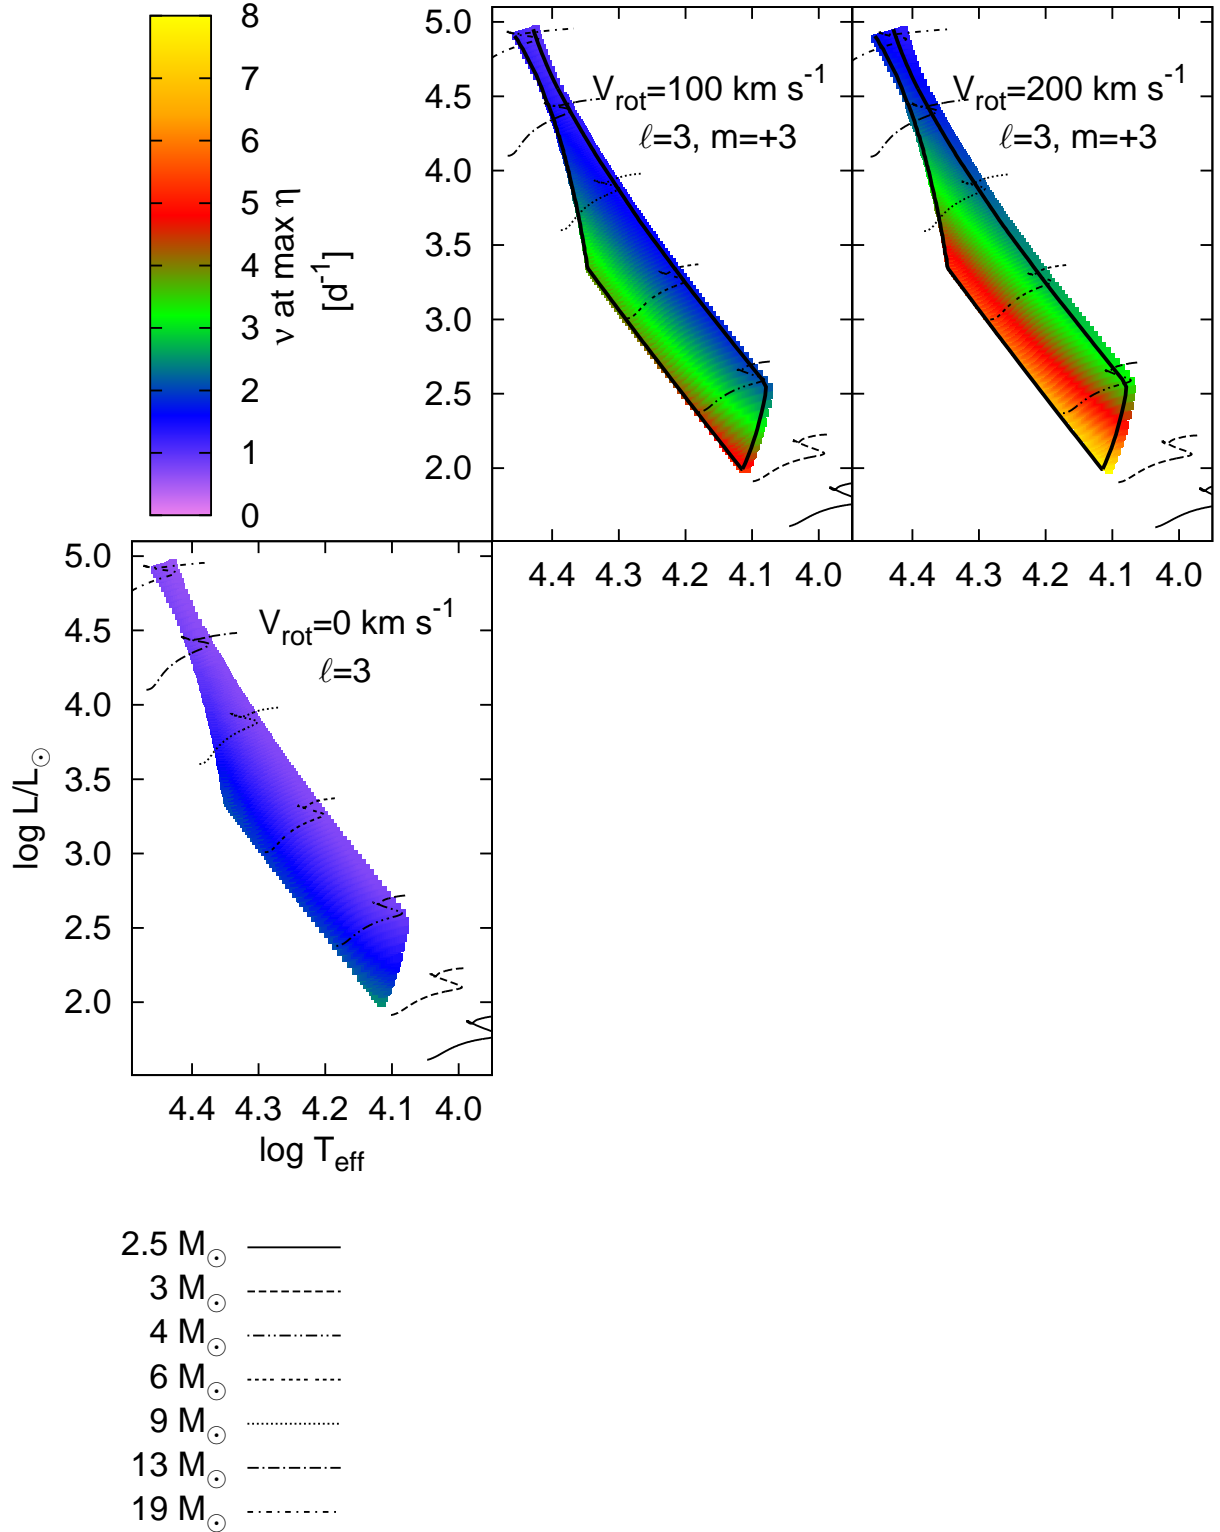 8
7
6
5
4
3
2
1
0
ν at max η
[d⁻¹]
5.0
4.5
4.0
3.5
3.0
2.5
2.0
V_rot=100 km s⁻¹
ℓ=3, m=+3
4.4 4.3 4.2 4.1 4.0
V_rot=200 km s⁻¹
ℓ=3, m=+3
4.4 4.3 4.2 4.1 4.0
5.0
4.5
4.0
3.5
3.0
2.5
2.0
log L/L☉
V_rot=0 km s⁻¹
ℓ=3
4.4 4.3 4.2 4.1 4.0
log T_eff
2.5 M☉
3 M☉
4 M☉
6 M☉
9 M☉
13 M☉
19 M☉